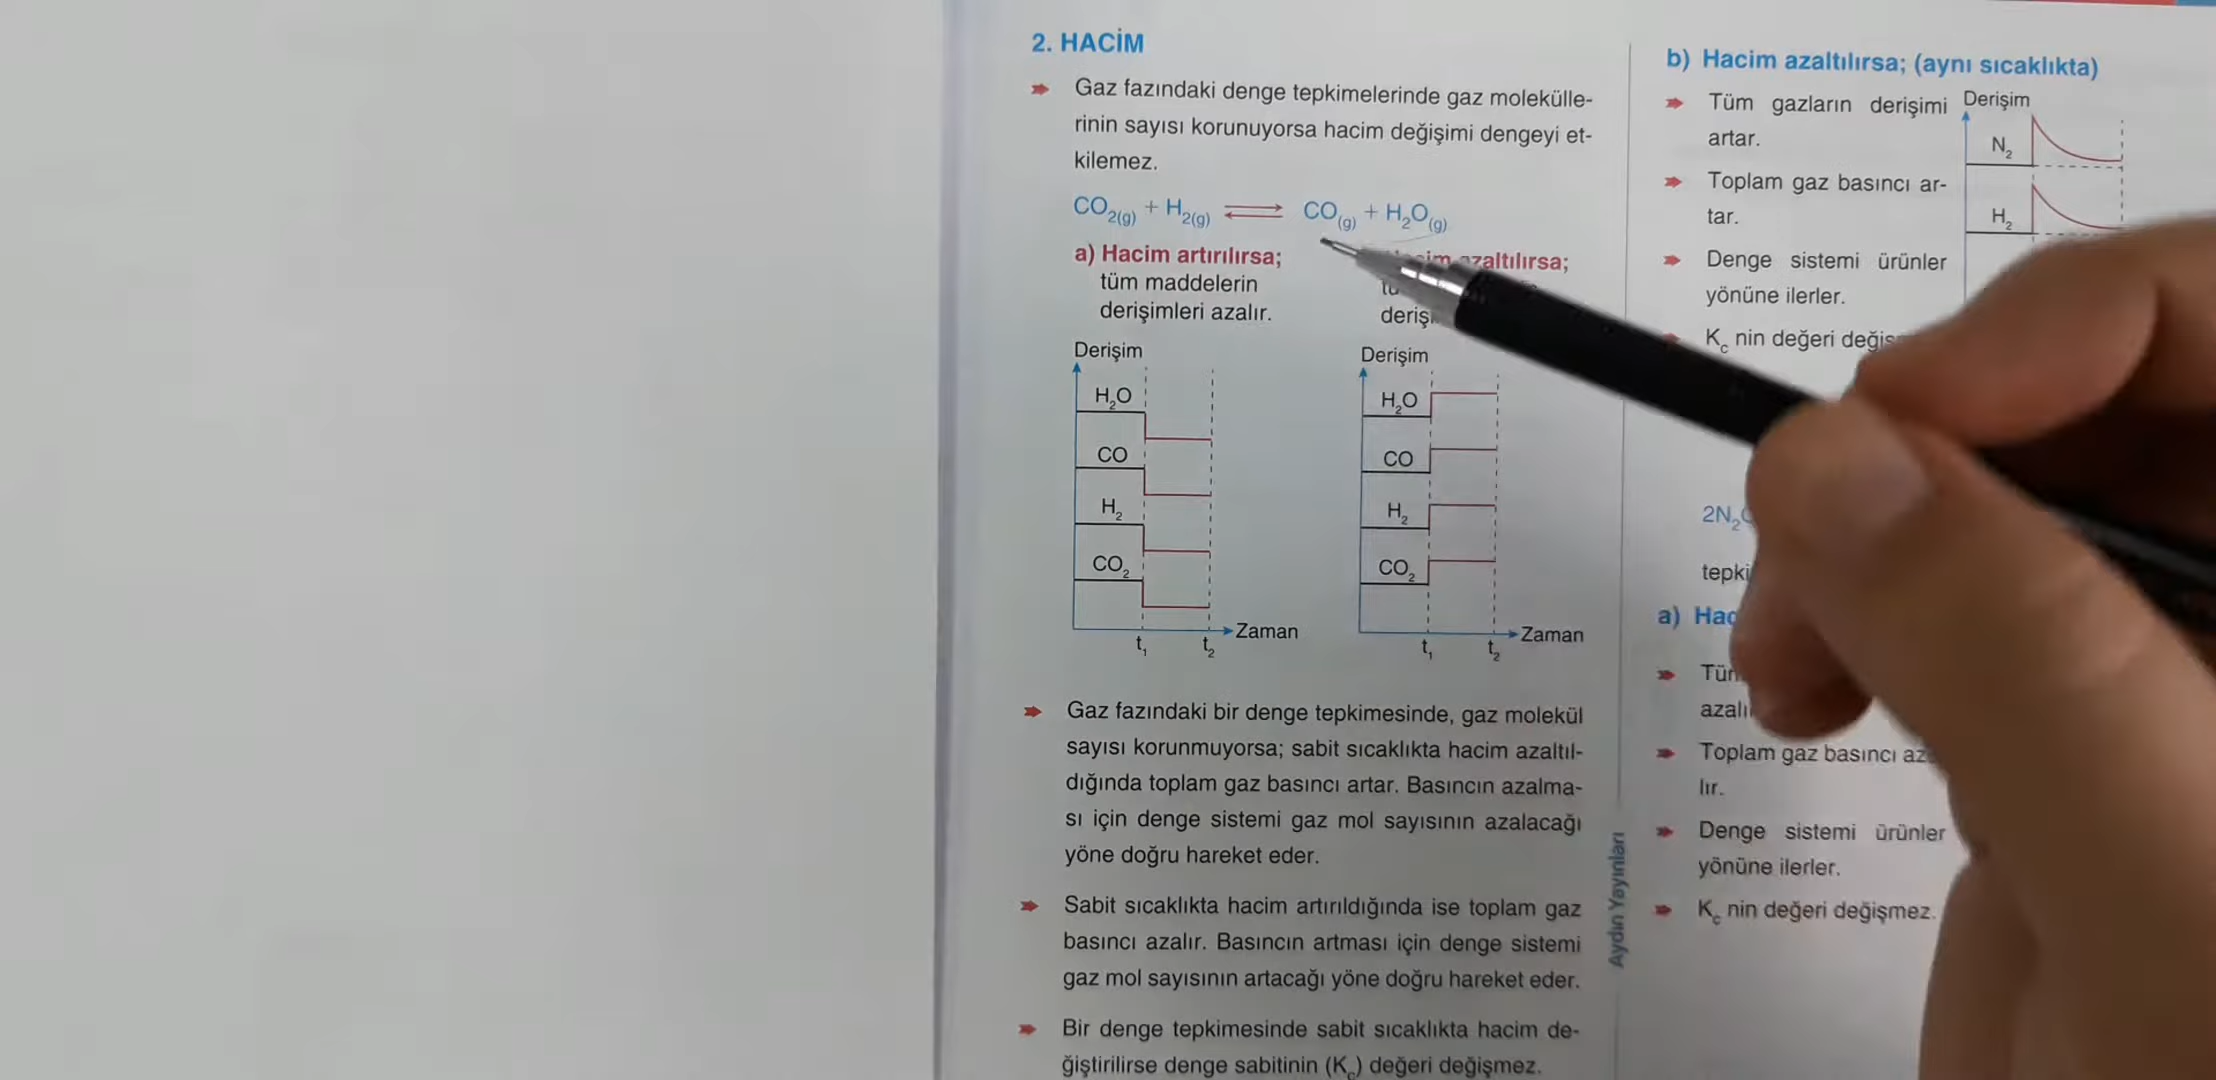 2. HACİM
Gaz fazındaki denge tepkimelerinde gaz molekülle-
rinin sayısı korunuyorsa hacim değişimi dengeyi et-
kilemez.
CO₂(g) + H₂(g) ⇌ CO(g) + H₂O(g)
a) Hacim artırılırsa;
tüm maddelerin
derişimleri azalır.
azaltılırsa;
Derişim
H₂O
CO
H₂
CO₂
t₁ t₂ Zaman
Derişim
H₂O
CO
H₂
CO₂
t₁ t₂ Zaman
Gaz fazındaki bir denge tepkimesinde, gaz molekül
sayısı korunmuyorsa; sabit sıcaklıkta hacim azaltıl-
dığında toplam gaz basıncı artar. Basıncın azalma-
sı için denge sistemi gaz mol sayısının azalacağı
yöne doğru hareket eder.
Sabit sıcaklıkta hacim artırıldığında ise toplam gaz
basıncı azalır. Basıncın artması için denge sistemi
gaz mol sayısının artacağı yöne doğru hareket eder.
Bir denge tepkimesinde sabit sıcaklıkta hacim de-
ğiştirilirse denge sabitinin (Kc) değeri değişmez.
Aydın Yayınları
b) Hacim azaltılırsa; (aynı sıcaklıkta)
Tüm gazların derişimi
artar.
Toplam gaz basıncı ar-
tar.
Denge sistemi ürünler
yönüne ilerler.
Kc nin değeri
Derişim
N₂
H₂
a)
Toplam gaz basıncı
lır.
Denge sistemi ürünler
yönüne ilerler.
Kc nin değeri değişmez.